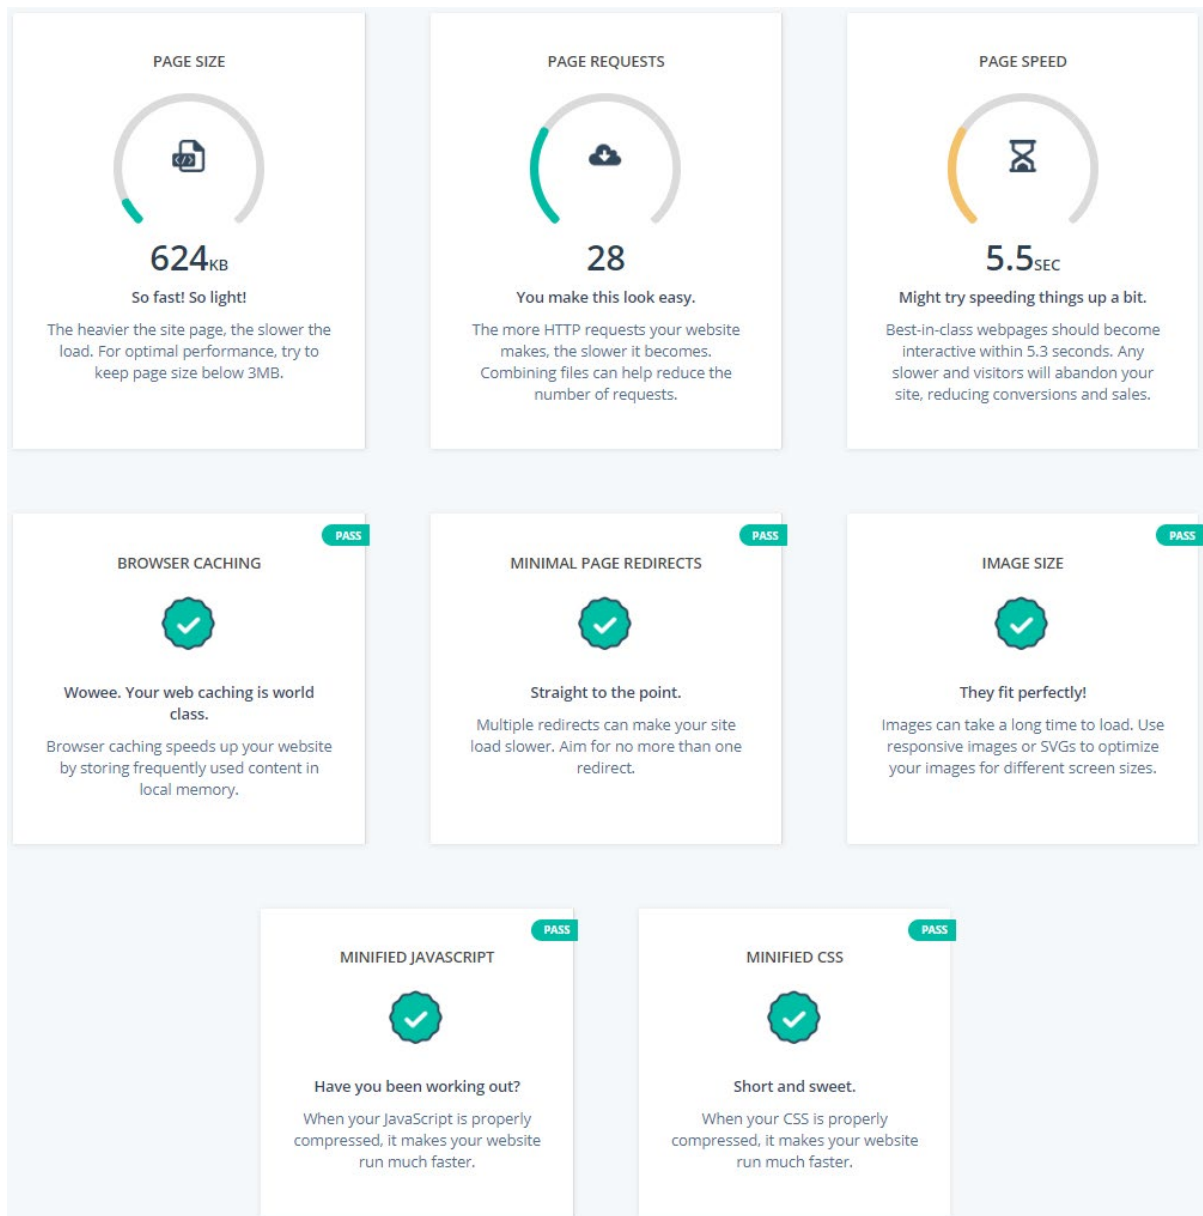 PAGE SIZE
</>
624KB
So fast! So light!
The heavier the site page, the slower the
load. For optimal performance, try to
keep page size below 3MB.
PAGE REQUESTS
28
You make this look easy.
The more HTTP requests your website
makes, the slower it becomes.
Combining files can help reduce the
number of requests.
PAGE SPEED
5.5SEC
Might try speeding things up a bit.
Best-in-class webpages should become
interactive within 5.3 seconds. Any
slower and visitors will abandon your
site, reducing conversions and sales.
PASS
BROWSER CACHING
Wowee. Your web caching is world
class.
Browser caching speeds up your website
by storing frequently used content in
local memory.
PASS
MINIMAL PAGE REDIRECTS
Straight to the point.
Multiple redirects can make your site
load slower. Aim for no more than one
redirect.
PASS
IMAGE SIZE
They fit perfectly!
Images can take a long time to load. Use
responsive images or SVGs to optimize
your images for different screen sizes.
PASS
MINIFIED JAVASCRIPT
Have you been working out?
When your JavaScript is properly
compressed, it makes your website
run much faster.
PASS
MINIFIED CSS
Short and sweet.
When your CSS is properly
compressed, it makes your website
run much faster.